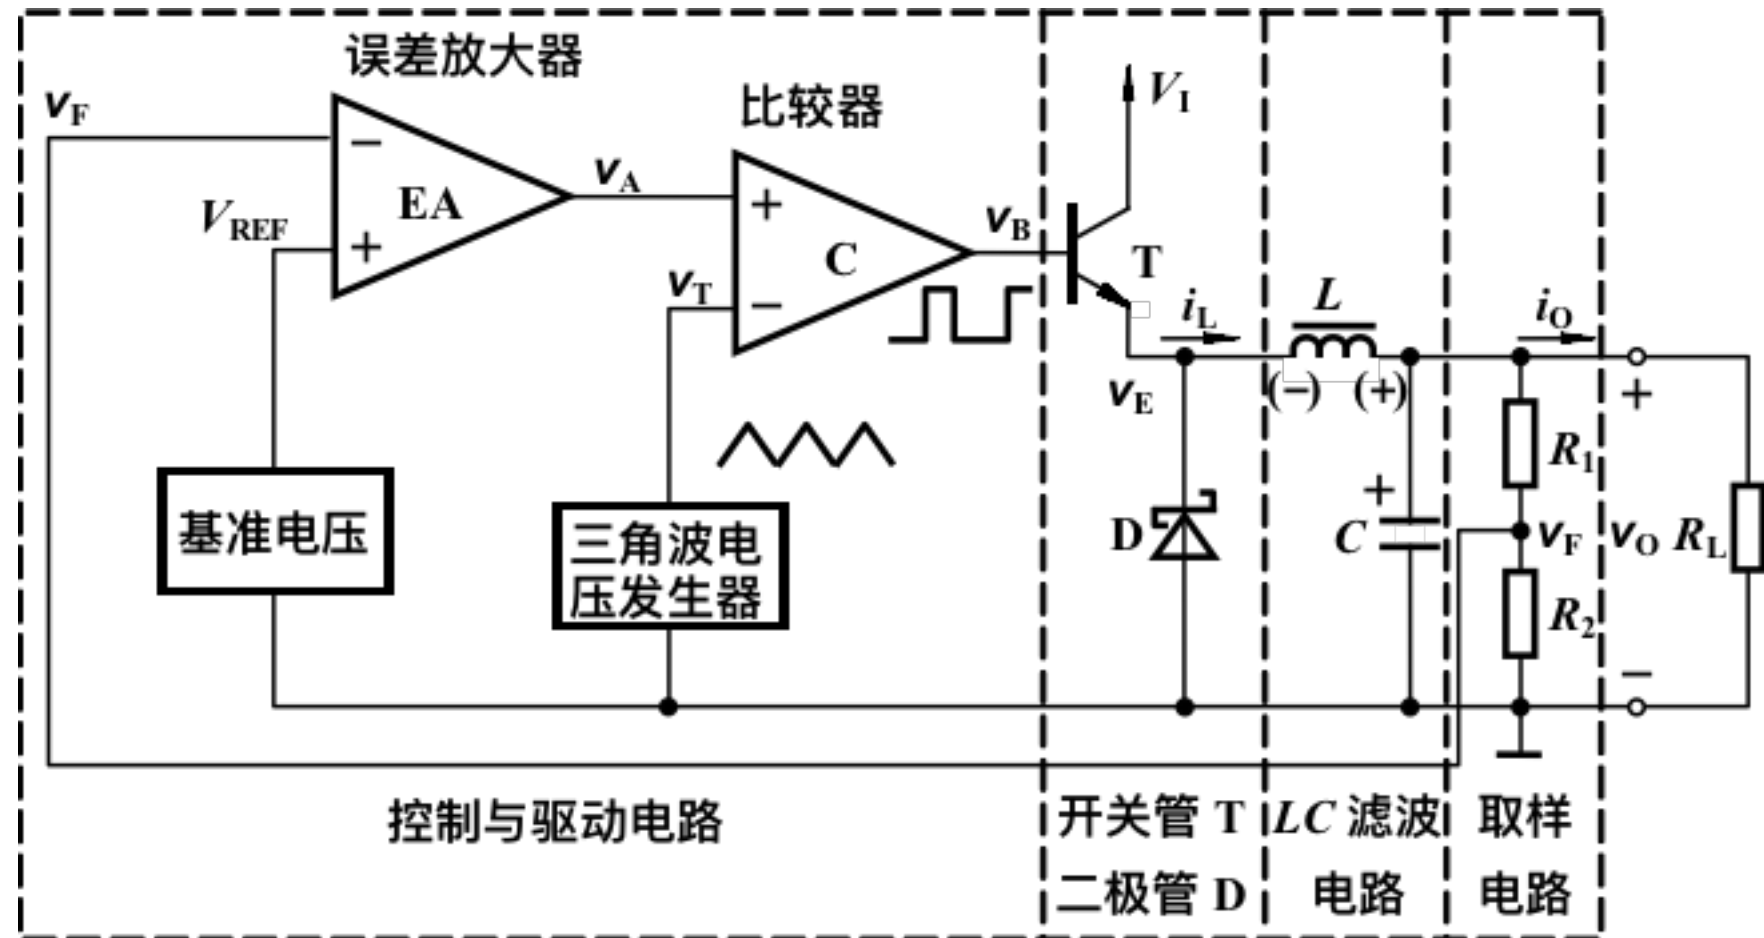 误差放大器
v_F
比较器
V_I
−
EA
v_A
V_REF
+
+
C
v_B
T
v_T
−
i_L
L
i_O
v_E
(−) (+)
+
R_1
基准电压
三角波电
压发生器
D
+
C
v_F
v_O
R_L
R_2
−
控制与驱动电路
开关管 T
二极管 D
LC 滤波
电路
取样
电路